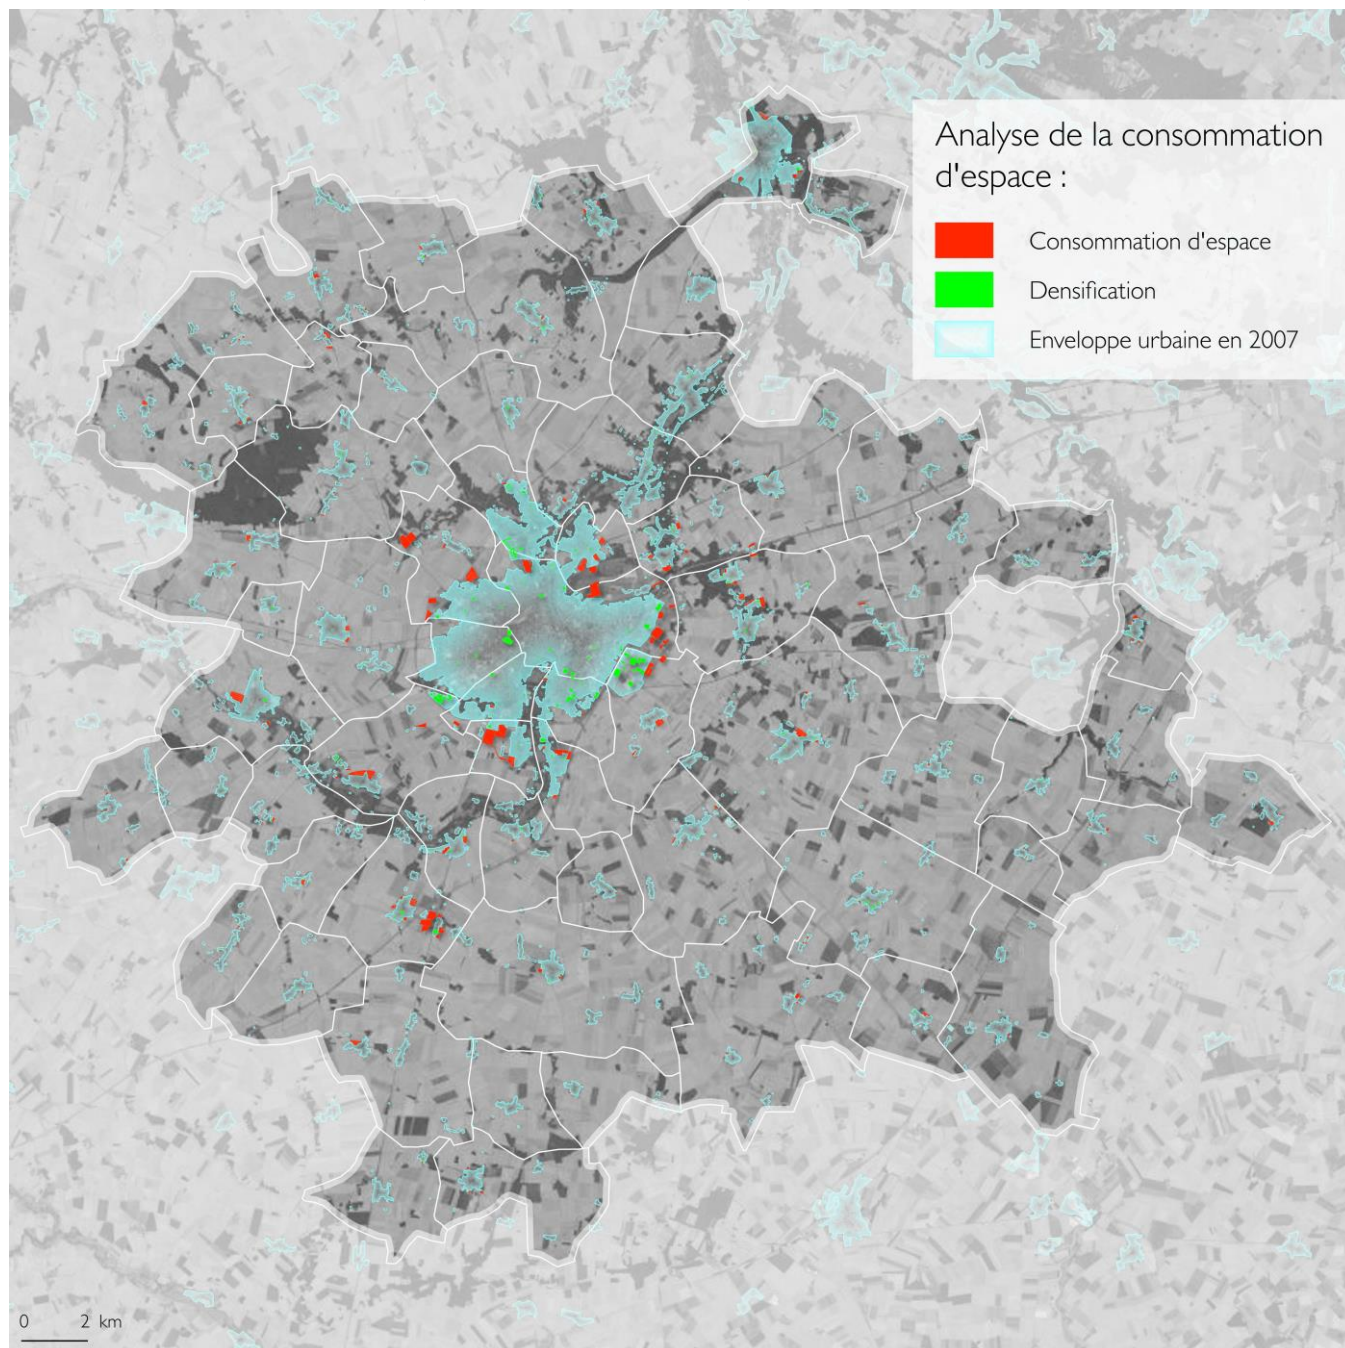 Analyse de la consommation
d'espace :
Consommation d'espace
Densification
Enveloppe urbaine en 2007
0 2 km